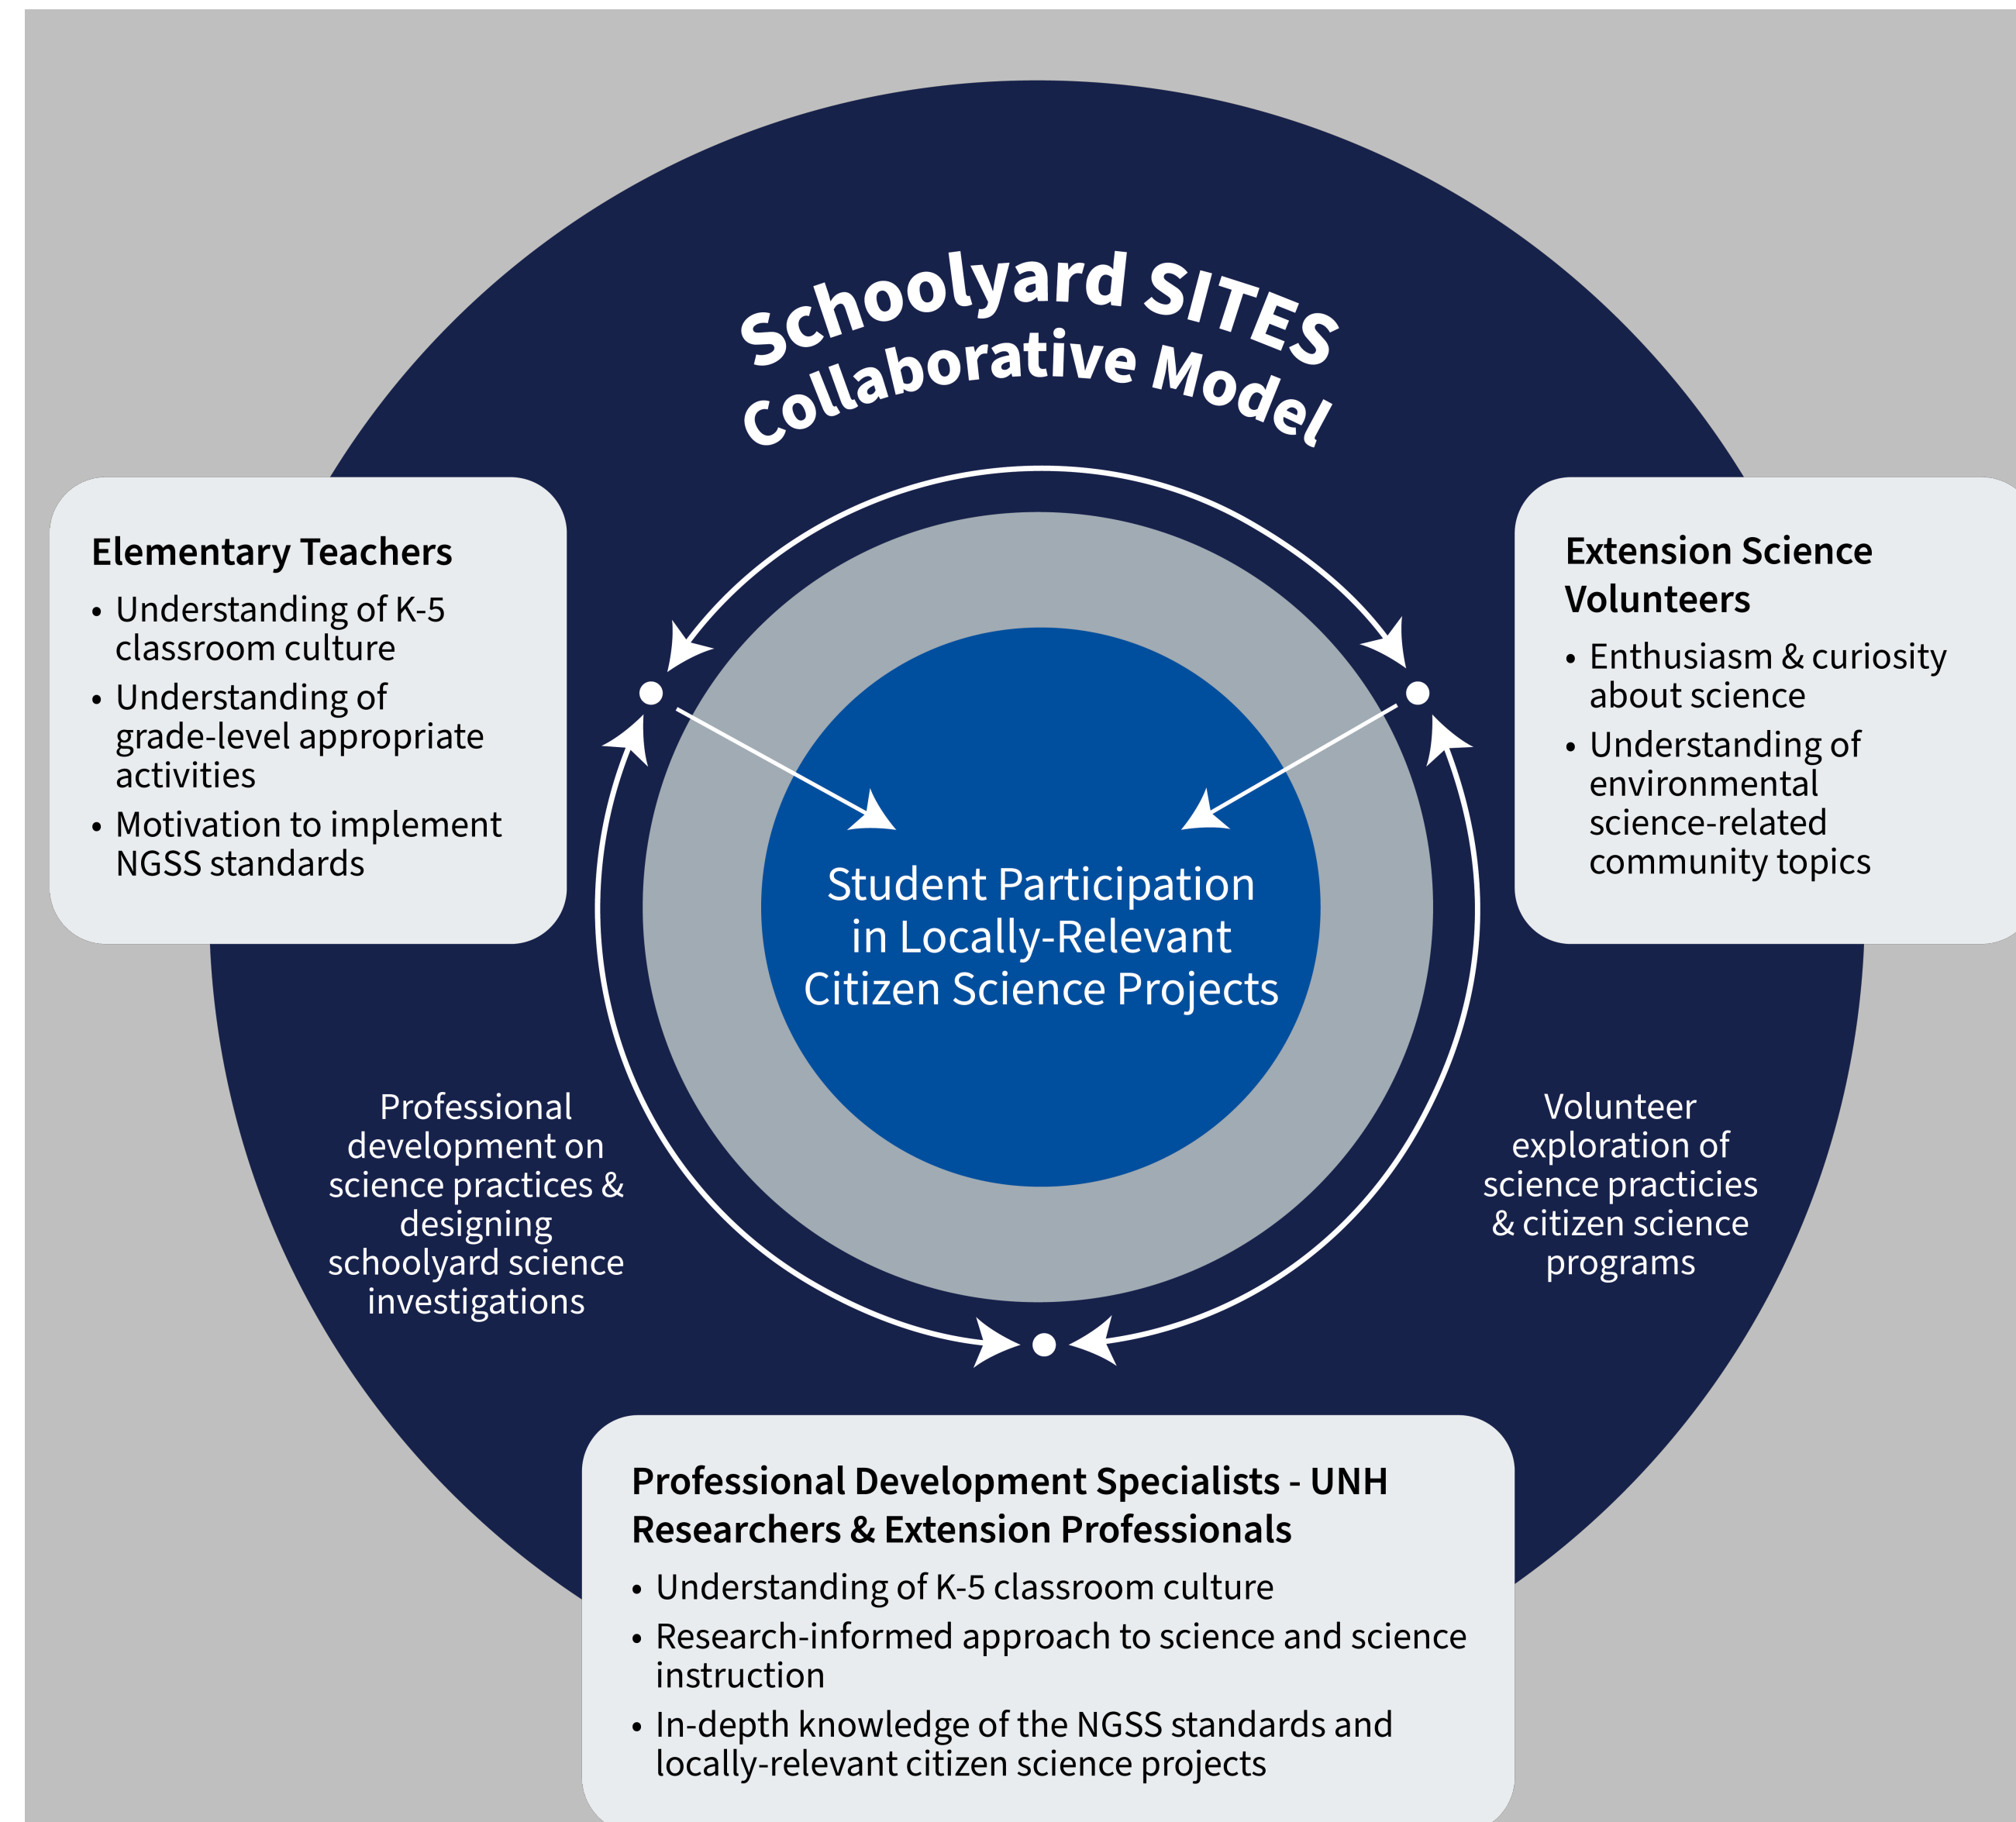 Schoolyard SITES
Collaborative Model
Elementary Teachers
• Understanding of K-5
classroom culture
• Understanding of
grade-level appropriate
activities
• Motivation to implement
NGSS standards
Extension Science
Volunteers
• Enthusiasm & curiosity
about science
• Understanding of
environmental
science-related
community topics
Student Participation
in Locally-Relevant
Citizen Science Projects
Professional
development on
science practices &
designing
schoolyard science
investigations
Volunteer
exploration of
science practicies
& citizen science
programs
Professional Development Specialists - UNH
Researchers & Extension Professionals
• Understanding of K-5 classroom culture
• Research-informed approach to science and science
instruction
• In-depth knowledge of the NGSS standards and
locally-relevant citizen science projects